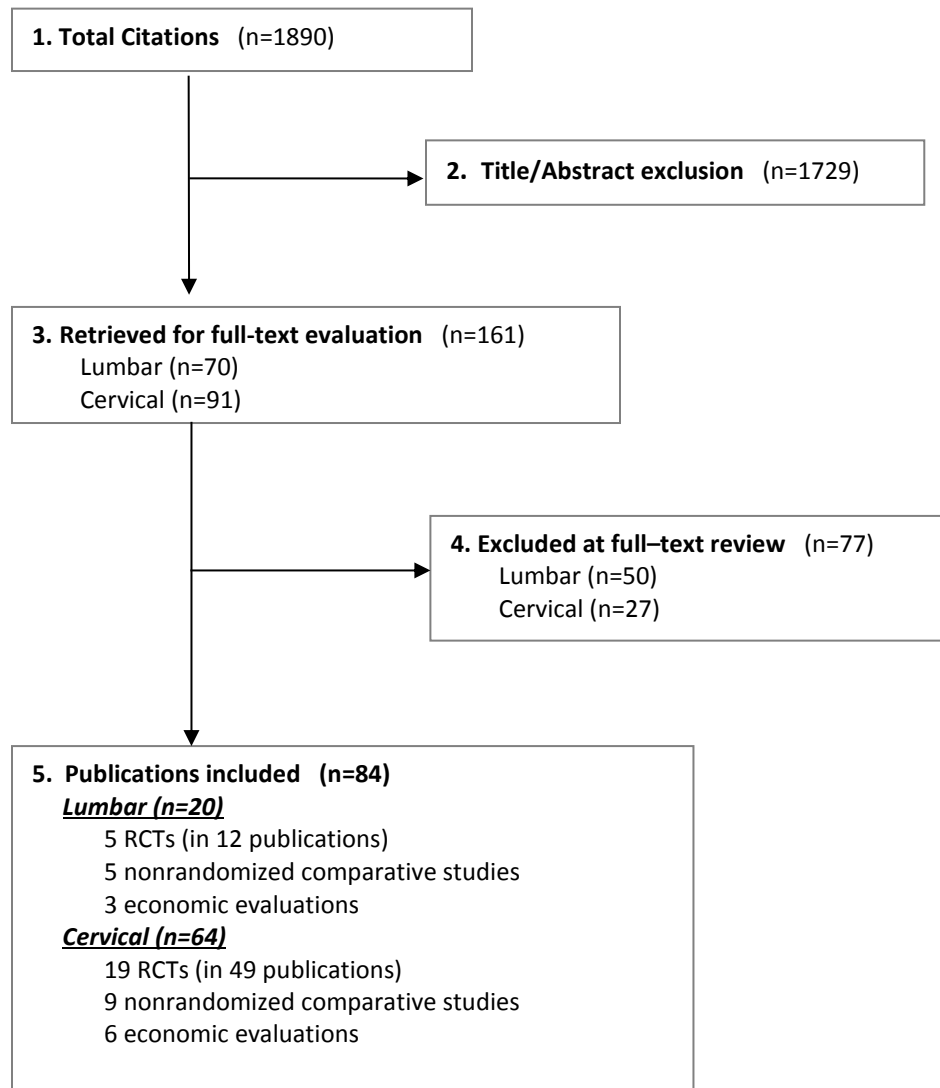 1. Total Citations (n=1890)
2. Title/Abstract exclusion (n=1729)
3. Retrieved for full-text evaluation (n=161)
Lumbar (n=70)
Cervical (n=91)
4. Excluded at full–text review (n=77)
Lumbar (n=50)
Cervical (n=27)
5. Publications included (n=84)
Lumbar (n=20)
5 RCTs (in 12 publications)
5 nonrandomized comparative studies
3 economic evaluations
Cervical (n=64)
19 RCTs (in 49 publications)
9 nonrandomized comparative studies
6 economic evaluations